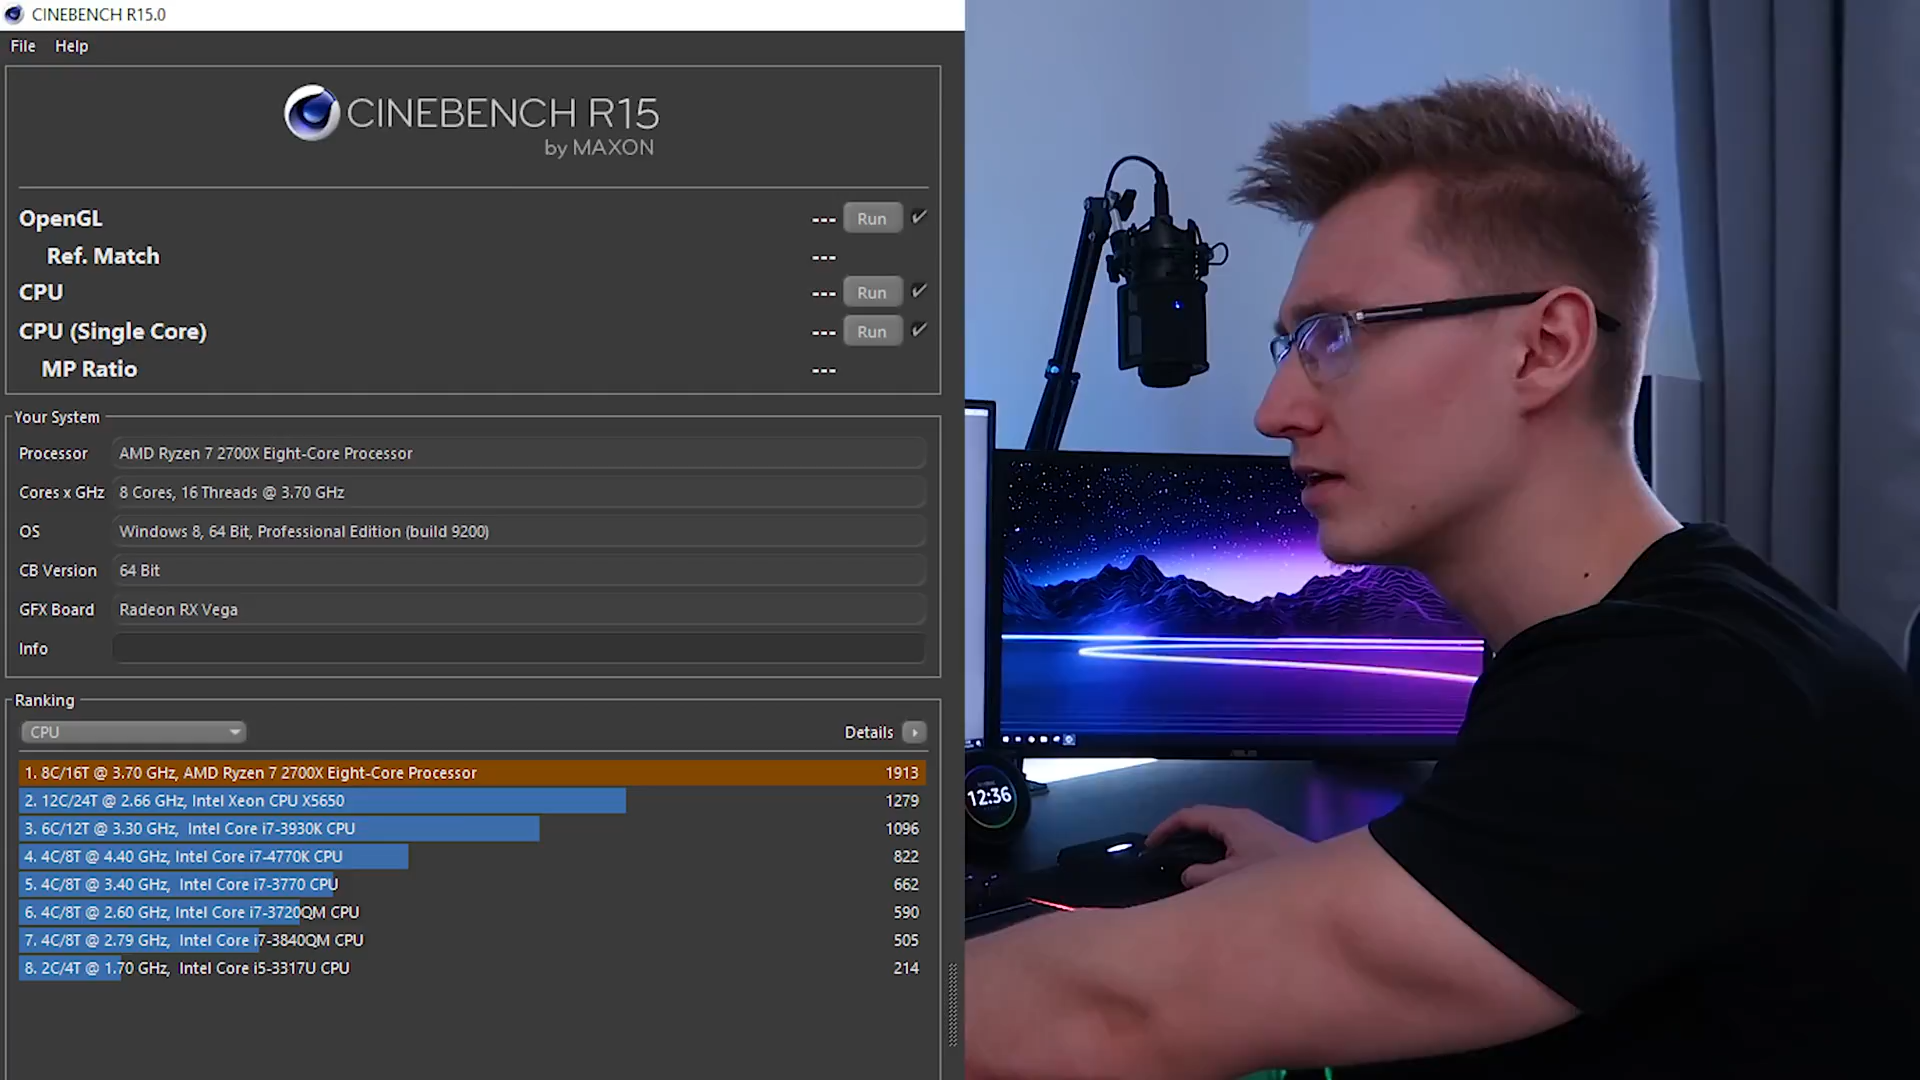 CINEBENCH R15.0
File Help
CINEBENCH R15
by MAXON
OpenGL --- Run
Ref. Match ---
CPU --- Run
CPU (Single Core) --- Run
MP Ratio ---
Your System
Processor AMD Ryzen 7 2700X Eight-Core Processor
Cores x GHz 8 Cores, 16 Threads @ 3.70 GHz
OS Windows 8, 64 Bit, Professional Edition (build 9200)
CB Version 64 Bit
GFX Board Radeon RX Vega
Info
Ranking
CPU Details
1. 8C/16T @ 3.70 GHz, AMD Ryzen 7 2700X Eight-Core Processor 1913
2. 12C/24T @ 2.66 GHz, Intel Xeon CPU X5650 1279
3. 6C/12T @ 3.30 GHz, Intel Core i7-3930K CPU 1096
4. 4C/8T @ 4.40 GHz, Intel Core i7-4770K CPU 822
5. 4C/8T @ 3.40 GHz, Intel Core i7-3770 CPU 662
6. 4C/8T @ 2.60 GHz, Intel Core i7-3720QM CPU 590
7. 4C/8T @ 2.79 GHz, Intel Core i7-3840QM CPU 505
8. 2C/4T @ 1.70 GHz, Intel Core i5-3317U CPU 214
ASUS
12:36